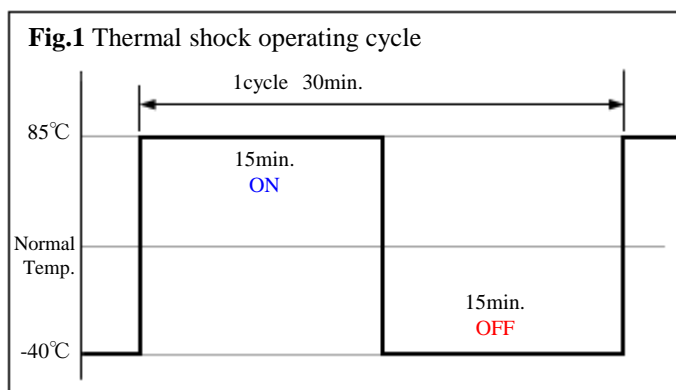 Fig.1 Thermal shock operating cycle
1cycle 30min.
85℃
15min.
ON
Normal
Temp.
15min.
OFF
-40℃